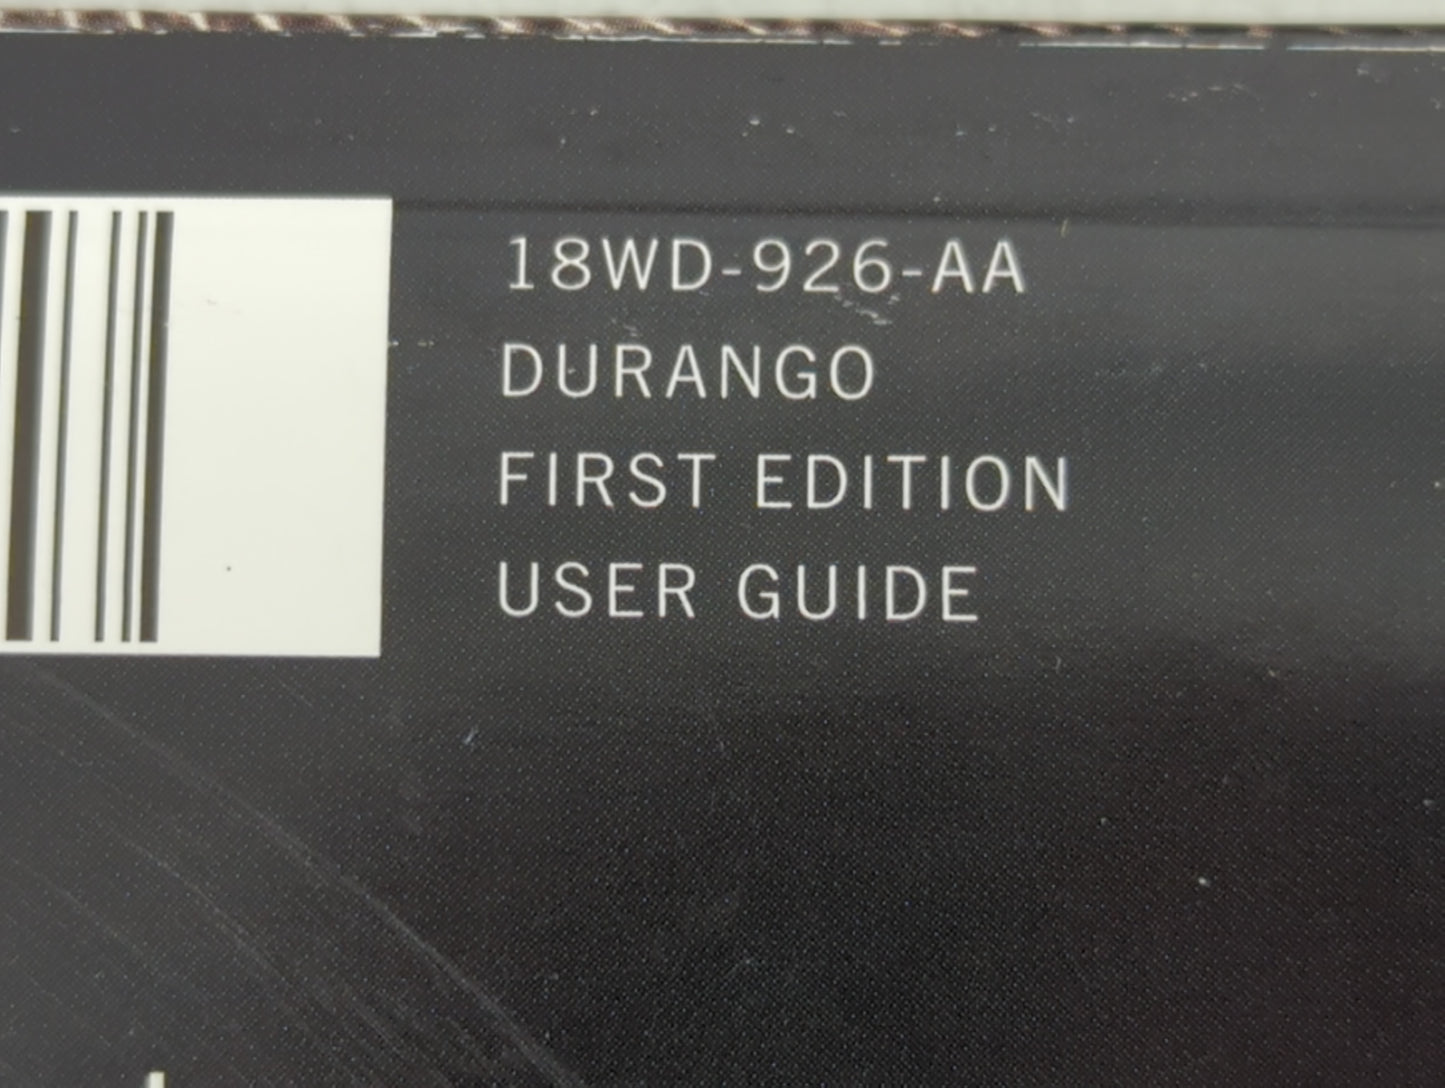 18WD-926-AA
DURANGO
FIRST EDITION
USER GUIDE